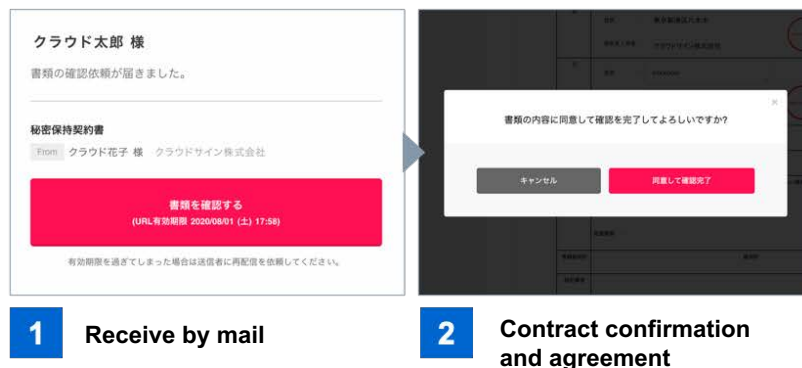 クラウド太郎 様
書類の確認依頼が届きました。
秘密保持契約書
From クラウド花子 様 クラウドサイン株式会社
書類を確認する
(URL有効期限 2020/08/01 (土) 17:58)
有効期限を過ぎてしまった場合は送信者に再配信を依頼してください。
×
書類の内容に同意して確認を完了してよろしいですか?
キャンセル
同意して確認完了
1
Receive by mail
2
Contract confirmation
and agreement